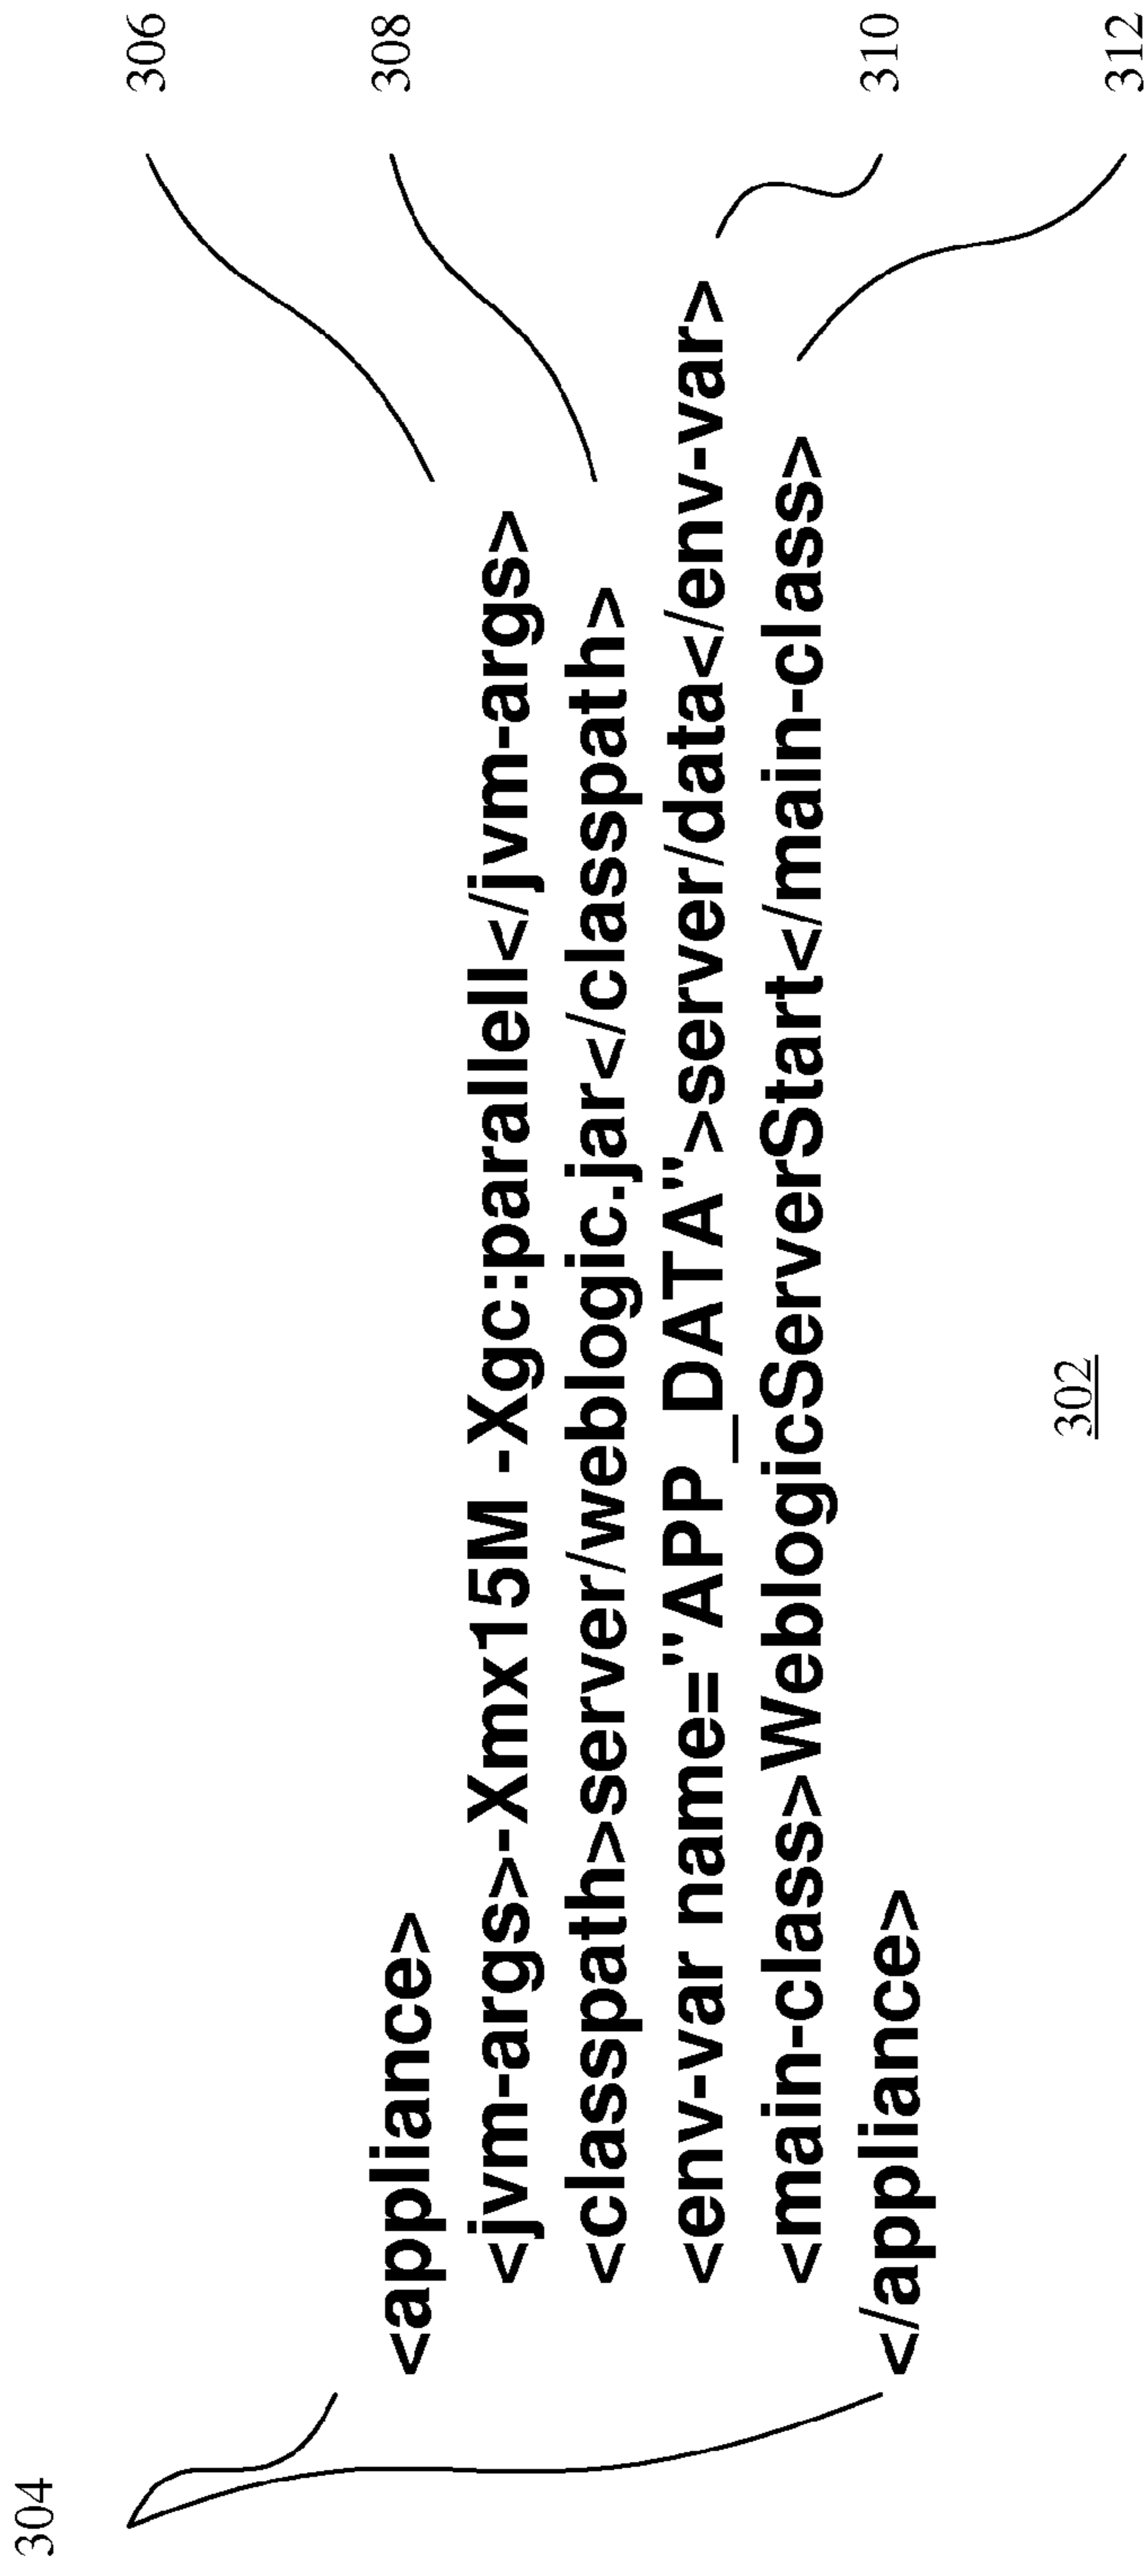 304
306
<appliance>
308
<jvm-args>-Xmx15M -Xgc:parallel</jvm-args>
<classpath>server/weblogic.jar</classpath>
<env-var name="APP_DATA">server/data</env-var>
310
<main-class>WeblogicServerStart</main-class>
</appliance>
312
302